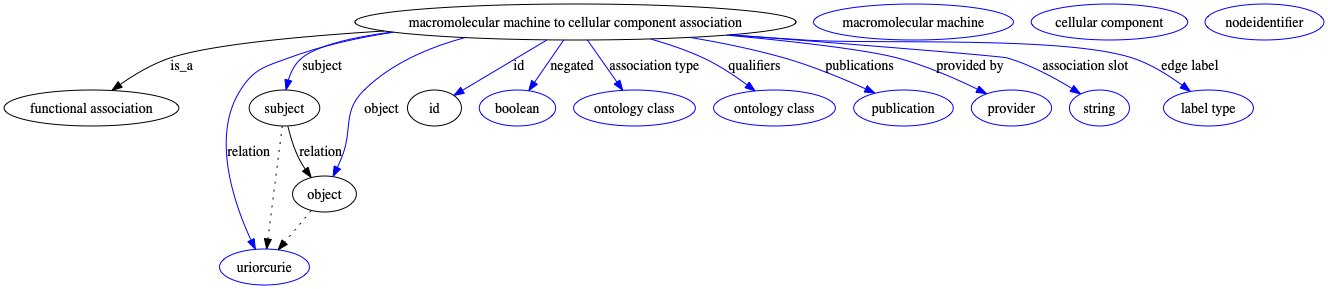 macromolecular machine to cellular component association
macromolecular machine
cellular component
nodeidentifier
is_a
subject
id
negated
association type
qualifiers
publications
provided by
association slot
edge label
functional association
subject
object
id
boolean
ontology class
ontology class
publication
provider
string
label type
relation
relation
object
uriorcurie